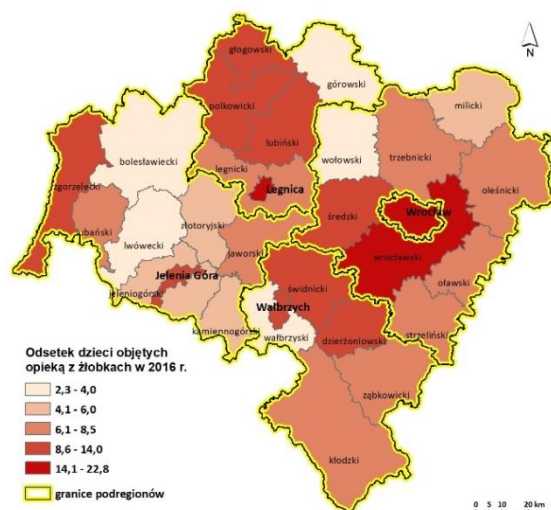 głogowski
górowski
N
polkowicki
milicki
lubiński
bolesławiecki
wołowski
trzebnicki
zgorzelecki
legnicki
Legnica
oleśnicki
lubański
złotoryjski
średzki
Wrocław
lwówecki
jaworski
wrocławski
Jelenia Góra
jeleniogórski
świdnicki
oławski
Wałbrzych
kamiennogórski
wałbrzyski
dzierżoniowski
strzeliński
ząbkowicki
kłodzki
Odsetek dzieci objętych
opieką z żłobkach w 2016 r.
2,3 - 4,0
4,1 - 6,0
6,1 - 8,5
8,6 - 14,0
14,1 - 22,8
granice podregionów
0 5 10 20 km